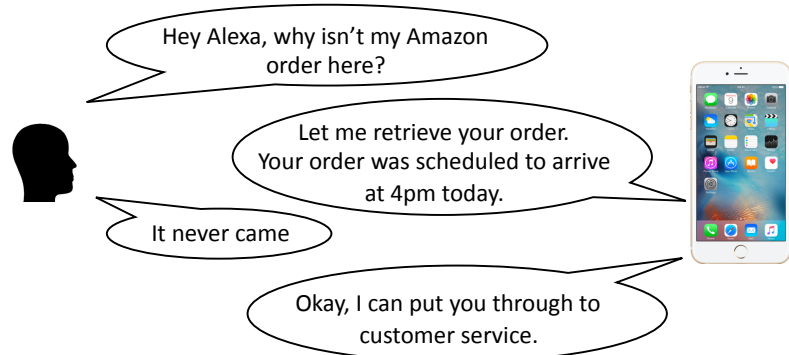 Hey Alexa, why isn’t my Amazon
order here?
Let me retrieve your order.
Your order was scheduled to arrive
at 4pm today.
It never came
Okay, I can put you through to
customer service.